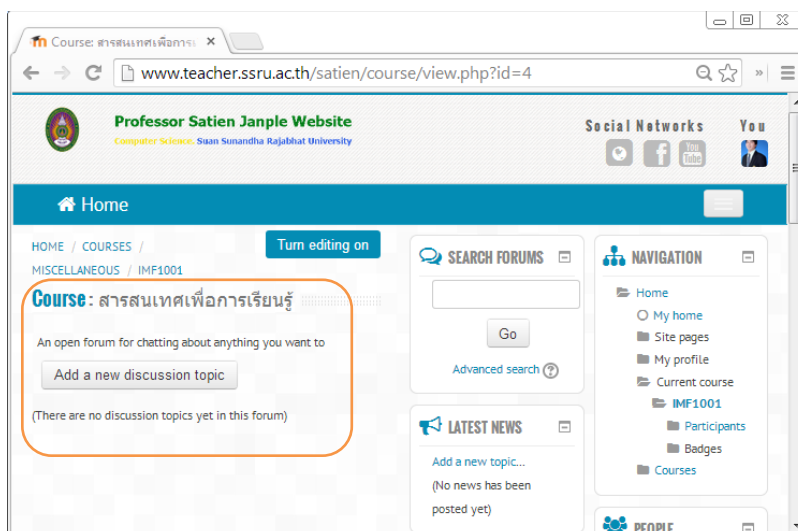 Course: สารสนเทศเพื่อการเ
www.teacher.ssru.ac.th/satien/course/view.php?id=4
Professor Satien Janple Website
Computer Science. Suan Sunandha Rajabhat University
Social Networks
You
You
Tube
Home
HOME / COURSES /
MISCELLANEOUS / IMF1001
Turn editing on
Course : สารสนเทศเพื่อการเรียนรู้
An open forum for chatting about anything you want to
Add a new discussion topic
(There are no discussion topics yet in this forum)
SEARCH FORUMS
Go
Advanced search
LATEST NEWS
Add a new topic...
(No news has been
posted yet)
NAVIGATION
Home
My home
Site pages
My profile
Current course
IMF1001
Participants
Badges
Courses
PEOPLE